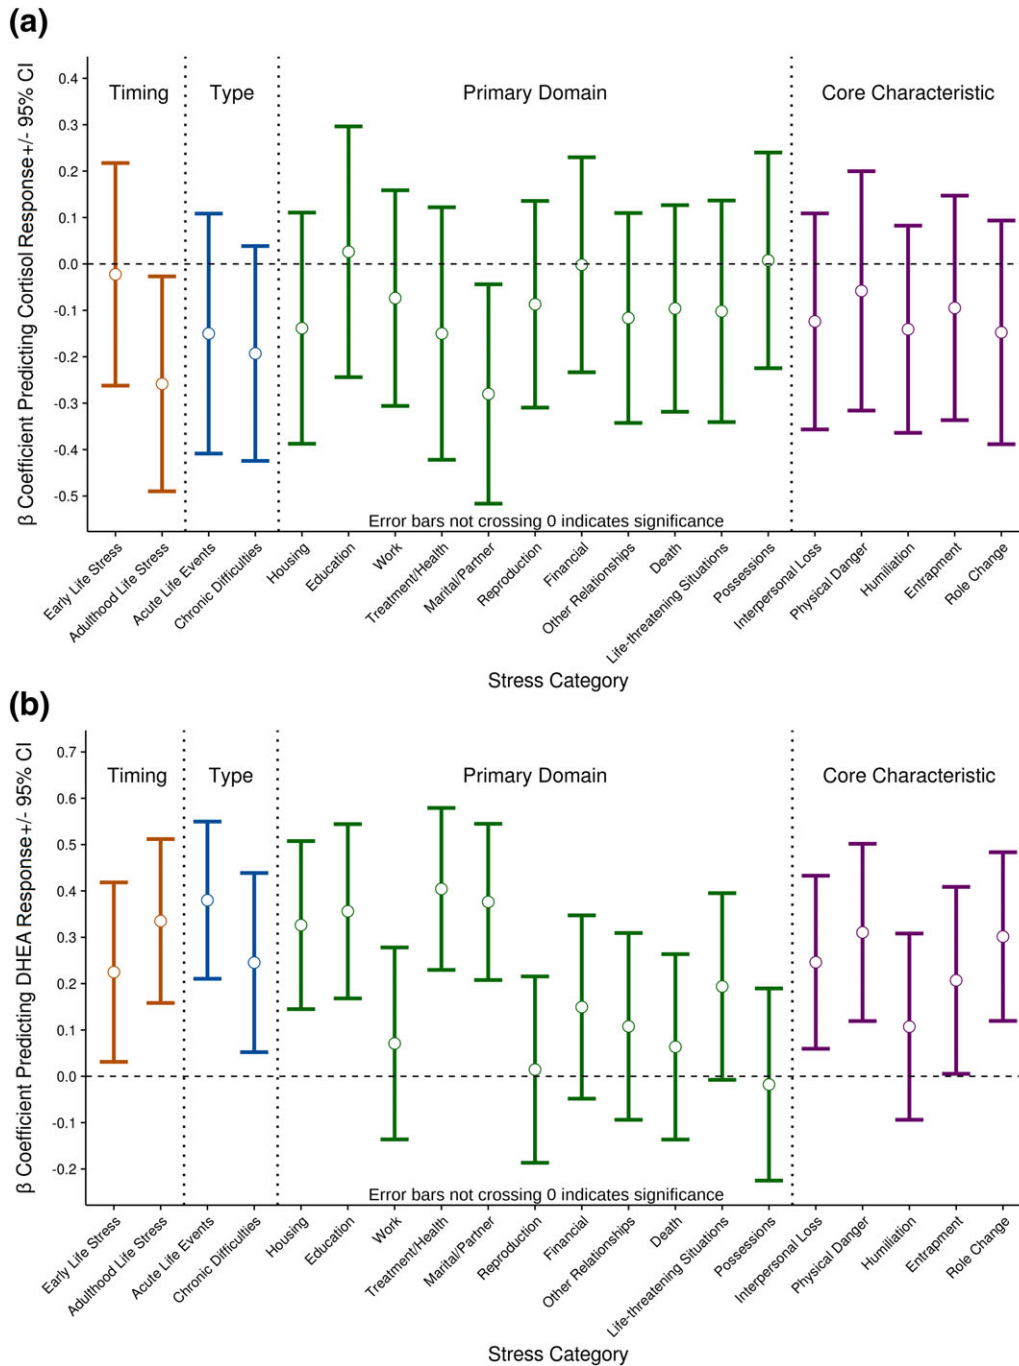 (a)
β Coefficient Predicting Cortisol Response+/- 95% CI
0.4
0.3
0.2
0.1
0.0
-0.1
-0.2
-0.3
-0.4
-0.5
Timing
Type
Primary Domain
Core Characteristic
Error bars not crossing 0 indicates significance
Early Life Stress
Adulthood Life Stress
Acute Life Events
Chronic Difficulties
Housing
Education
Work
Treatment/Health
Marital/Partner
Reproduction
Financial
Other Relationships
Death
Life-threatening Situations
Possessions
Interpersonal Loss
Physical Danger
Humiliation
Entrapment
Role Change
Stress Category
(b)
β Coefficient Predicting DHEA Response+/- 95% CI
0.7
0.6
0.5
0.4
0.3
0.2
0.1
0.0
-0.1
-0.2
Timing
Type
Primary Domain
Core Characteristic
Error bars not crossing 0 indicates significance
Early Life Stress
Adulthood Life Stress
Acute Life Events
Chronic Difficulties
Housing
Education
Work
Treatment/Health
Marital/Partner
Reproduction
Financial
Other Relationships
Death
Life-threatening Situations
Possessions
Interpersonal Loss
Physical Danger
Humiliation
Entrapment
Role Change
Stress Category